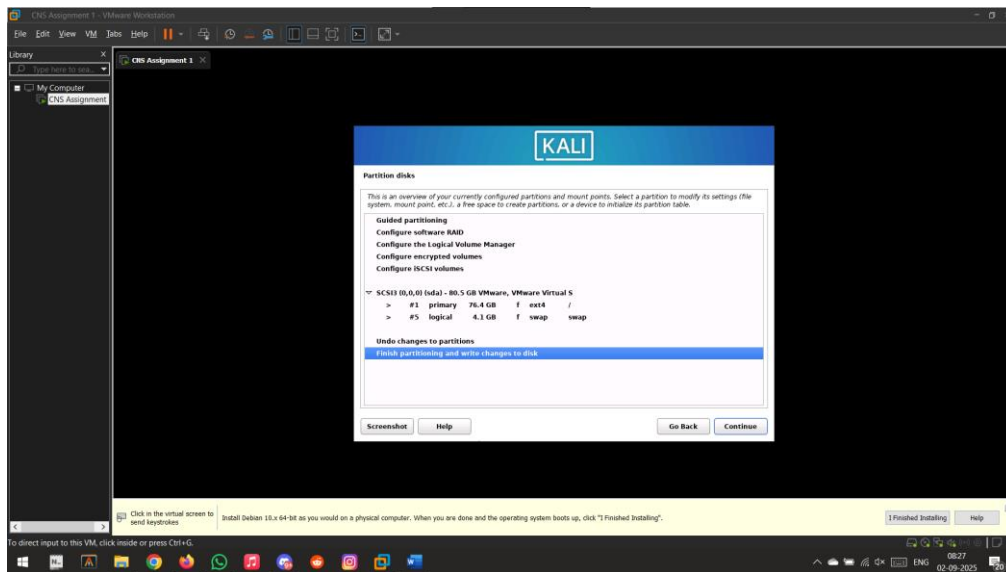 CNS Assignment 1 - VMware Workstation
File Edit View VM Tabs Help
Library X
Type here to sea...
CNS Assignment 1 X
My Computer
CNS Assignment
KALI
Partition disks
This is an overview of your currently configured partitions and mount points. Select a partition to modify its settings (file
system, mount point, etc.), a free space to create partitions, or a device to initialize its partition table.
Guided partitioning
Configure software RAID
Configure the Logical Volume Manager
Configure encrypted volumes
Configure iSCSI volumes
SCSI3 (0,0,0) (sda) - 80.5 GB VMware, VMware Virtual S
> #1 primary 76.4 GB f ext4 /
> #5 logical 4.1 GB f swap swap
Undo changes to partitions
Finish partitioning and write changes to disk
Screenshot Help Go Back Continue
Click in the virtual screen to
send keystrokes
Install Debian 10.x 64-bit as you would on a physical computer. When you are done and the operating system boots up, click "I Finished Installing".
I Finished Installing Help
To direct input to this VM, click inside or press Ctrl+G.
ENG
08:27
02-09-2025